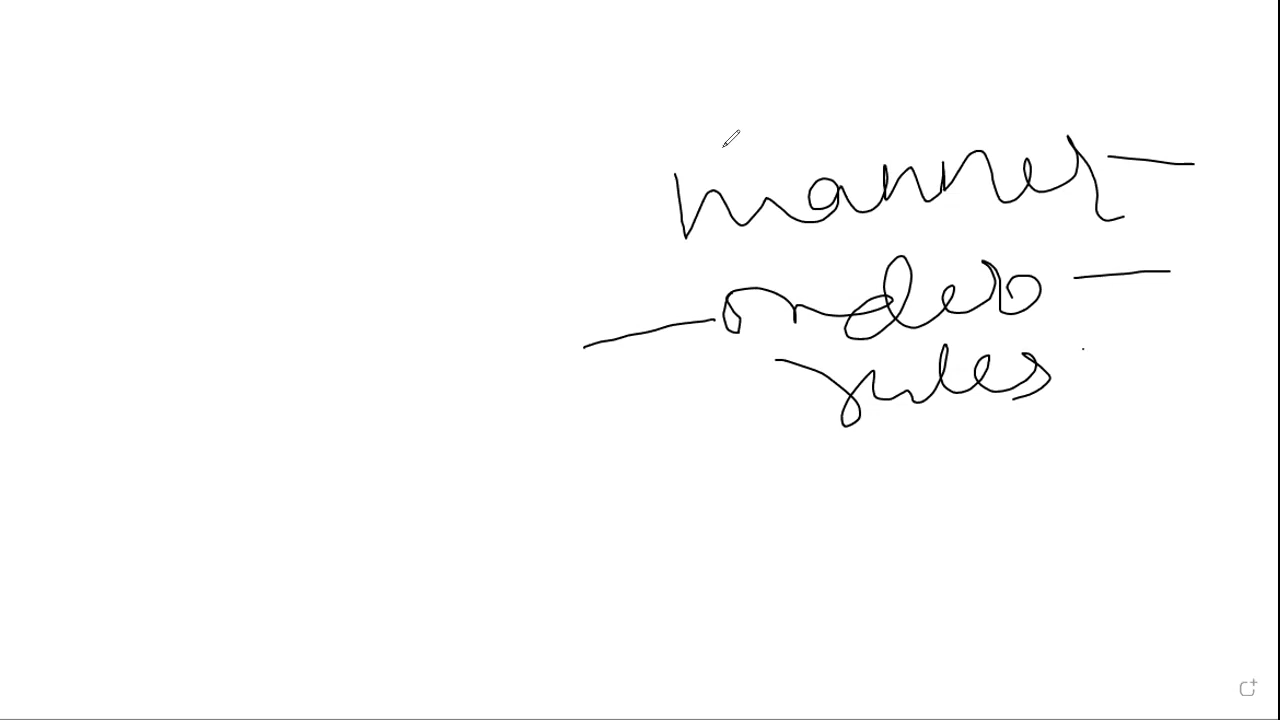 manner —
— order —
rules